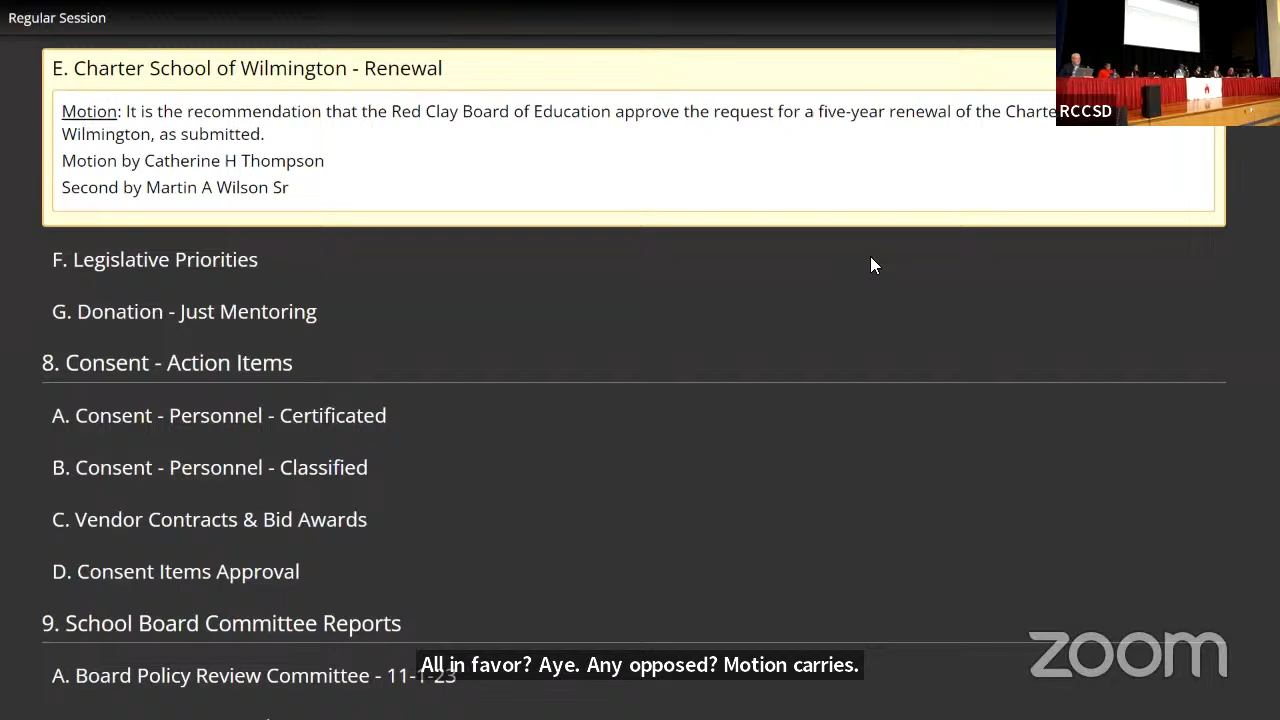 Regular Session
E. Charter School of Wilmington - Renewal
Motion: It is the recommendation that the Red Clay Board of Education approve the request for a five-year renewal of the Charte
Wilmington, as submitted.
Motion by Catherine H Thompson
Second by Martin A Wilson Sr
RCCSD
F. Legislative Priorities
G. Donation - Just Mentoring
8. Consent - Action Items
A. Consent - Personnel - Certificated
B. Consent - Personnel - Classified
C. Vendor Contracts & Bid Awards
D. Consent Items Approval
9. School Board Committee Reports
All in favor? Aye. Any opposed? Motion carries.
A. Board Policy Review Committee - 11-1-23
zoom